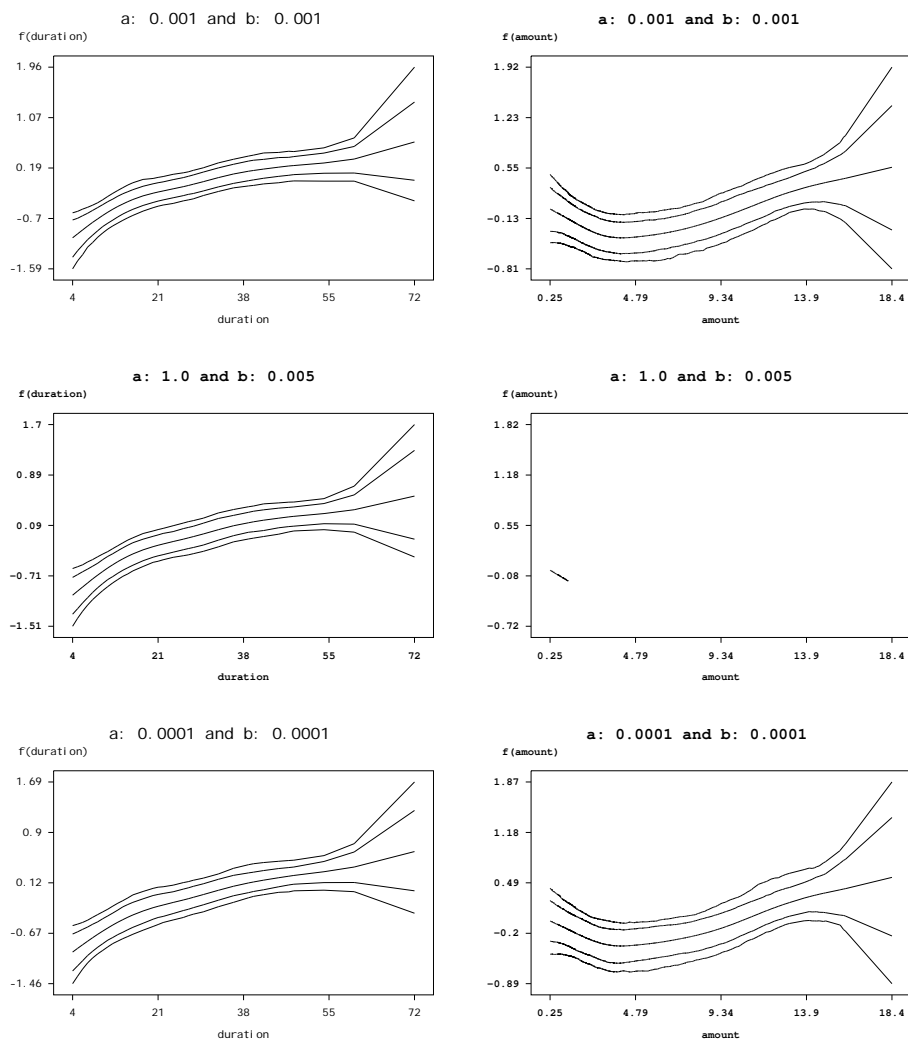 a: 0.001 and b: 0.001
f(duration)
1.96
1.07
0.19
-0.7
-1.59
4 21 38 55 72
duration
a: 0.001 and b: 0.001
f(amount)
1.92
1.23
0.55
-0.13
-0.81
0.25 4.79 9.34 13.9 18.4
amount
a: 1.0 and b: 0.005
f(duration)
1.7
0.89
0.09
-0.71
-1.51
4 21 38 55 72
duration
a: 1.0 and b: 0.005
f(amount)
1.82
1.18
0.55
-0.08
-0.72
0.25 4.79 9.34 13.9 18.4
amount
a: 0.0001 and b: 0.0001
f(duration)
1.69
0.9
0.12
-0.67
-1.46
4 21 38 55 72
duration
a: 0.0001 and b: 0.0001
f(amount)
1.87
1.18
0.49
-0.2
-0.89
0.25 4.79 9.34 13.9 18.4
amount